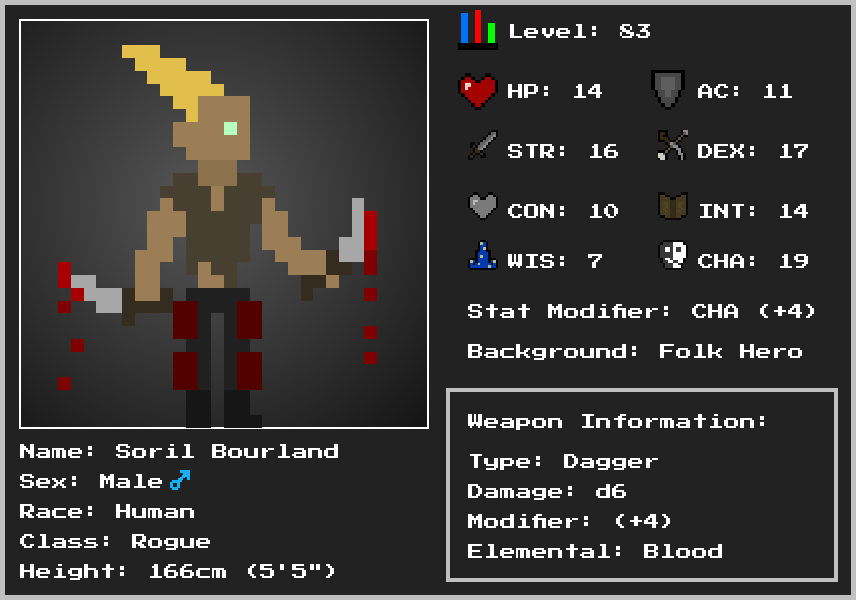 Level: 83
HP: 14
AC: 11
STR: 16
DEX: 17
CON: 10
INT: 14
WIS: 7
CHA: 19
Stat Modifier: CHA (+4)
Background: Folk Hero
Weapon Information:
Type: Dagger
Damage: d6
Modifier: (+4)
Elemental: Blood
Name: Soril Bourland
Sex: Male ♂
Race: Human
Class: Rogue
Height: 166cm (5'5")